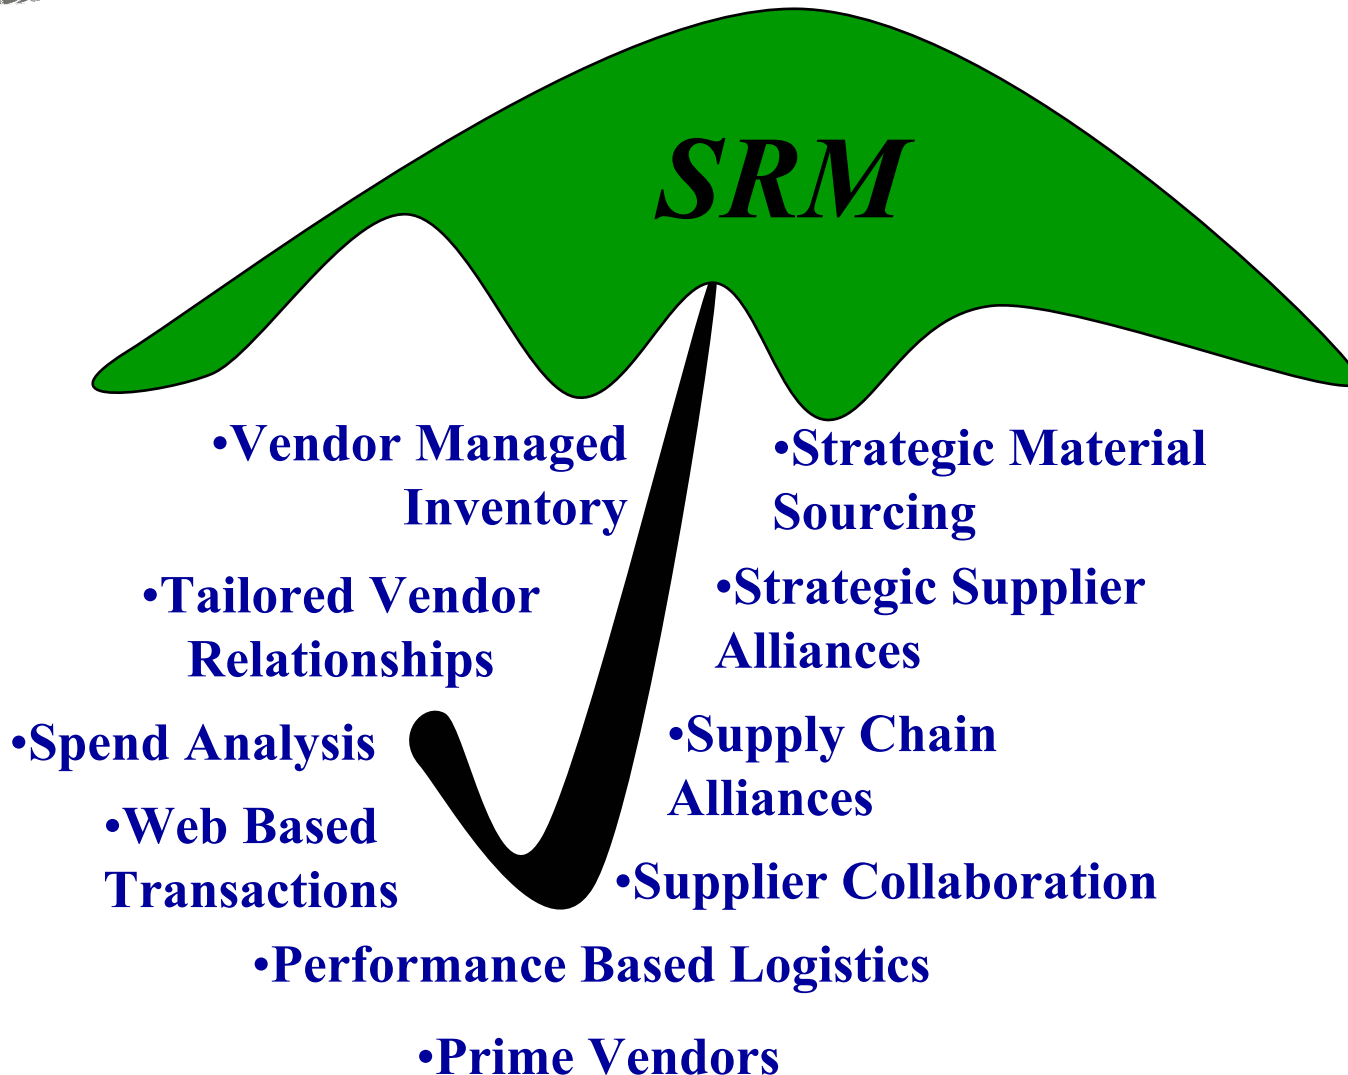 SRM
•Vendor Managed
Inventory
•Tailored Vendor
Relationships
•Spend Analysis
•Web Based
Transactions
•Strategic Material
Sourcing
•Strategic Supplier
Alliances
•Supply Chain
Alliances
•Supplier Collaboration
•Performance Based Logistics
•Prime Vendors